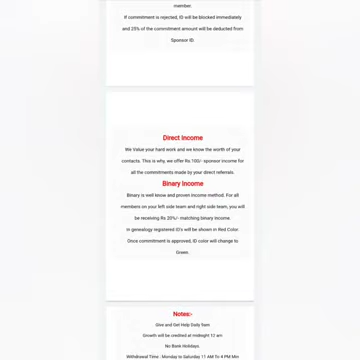 member.
If commitment is rejected, ID will be blocked immediately
and 25% of the commitment amount will be deducted from
Sponsor ID.
Direct Income
We Value your hard work and we know the worth of your
contacts. This is why, we offer Rs.100/- sponsor income for
all the commitments made by your direct referrals.
Binary Income
Binary is well know and proven income method. For all
members on your left side team and right side team, you will
be receiving Rs 20%/- matching binary income.
In genealogy registered ID's will be shown in Red Color.
Once commitment is approved, ID color will change to
Green.
Notes:-
Give and Get Help Daily 9am
Growth will be credited at midnight 12 am
No Bank Holidays.
Withdrawal Time - Monday to Saturday 11 AM To 4 PM Min